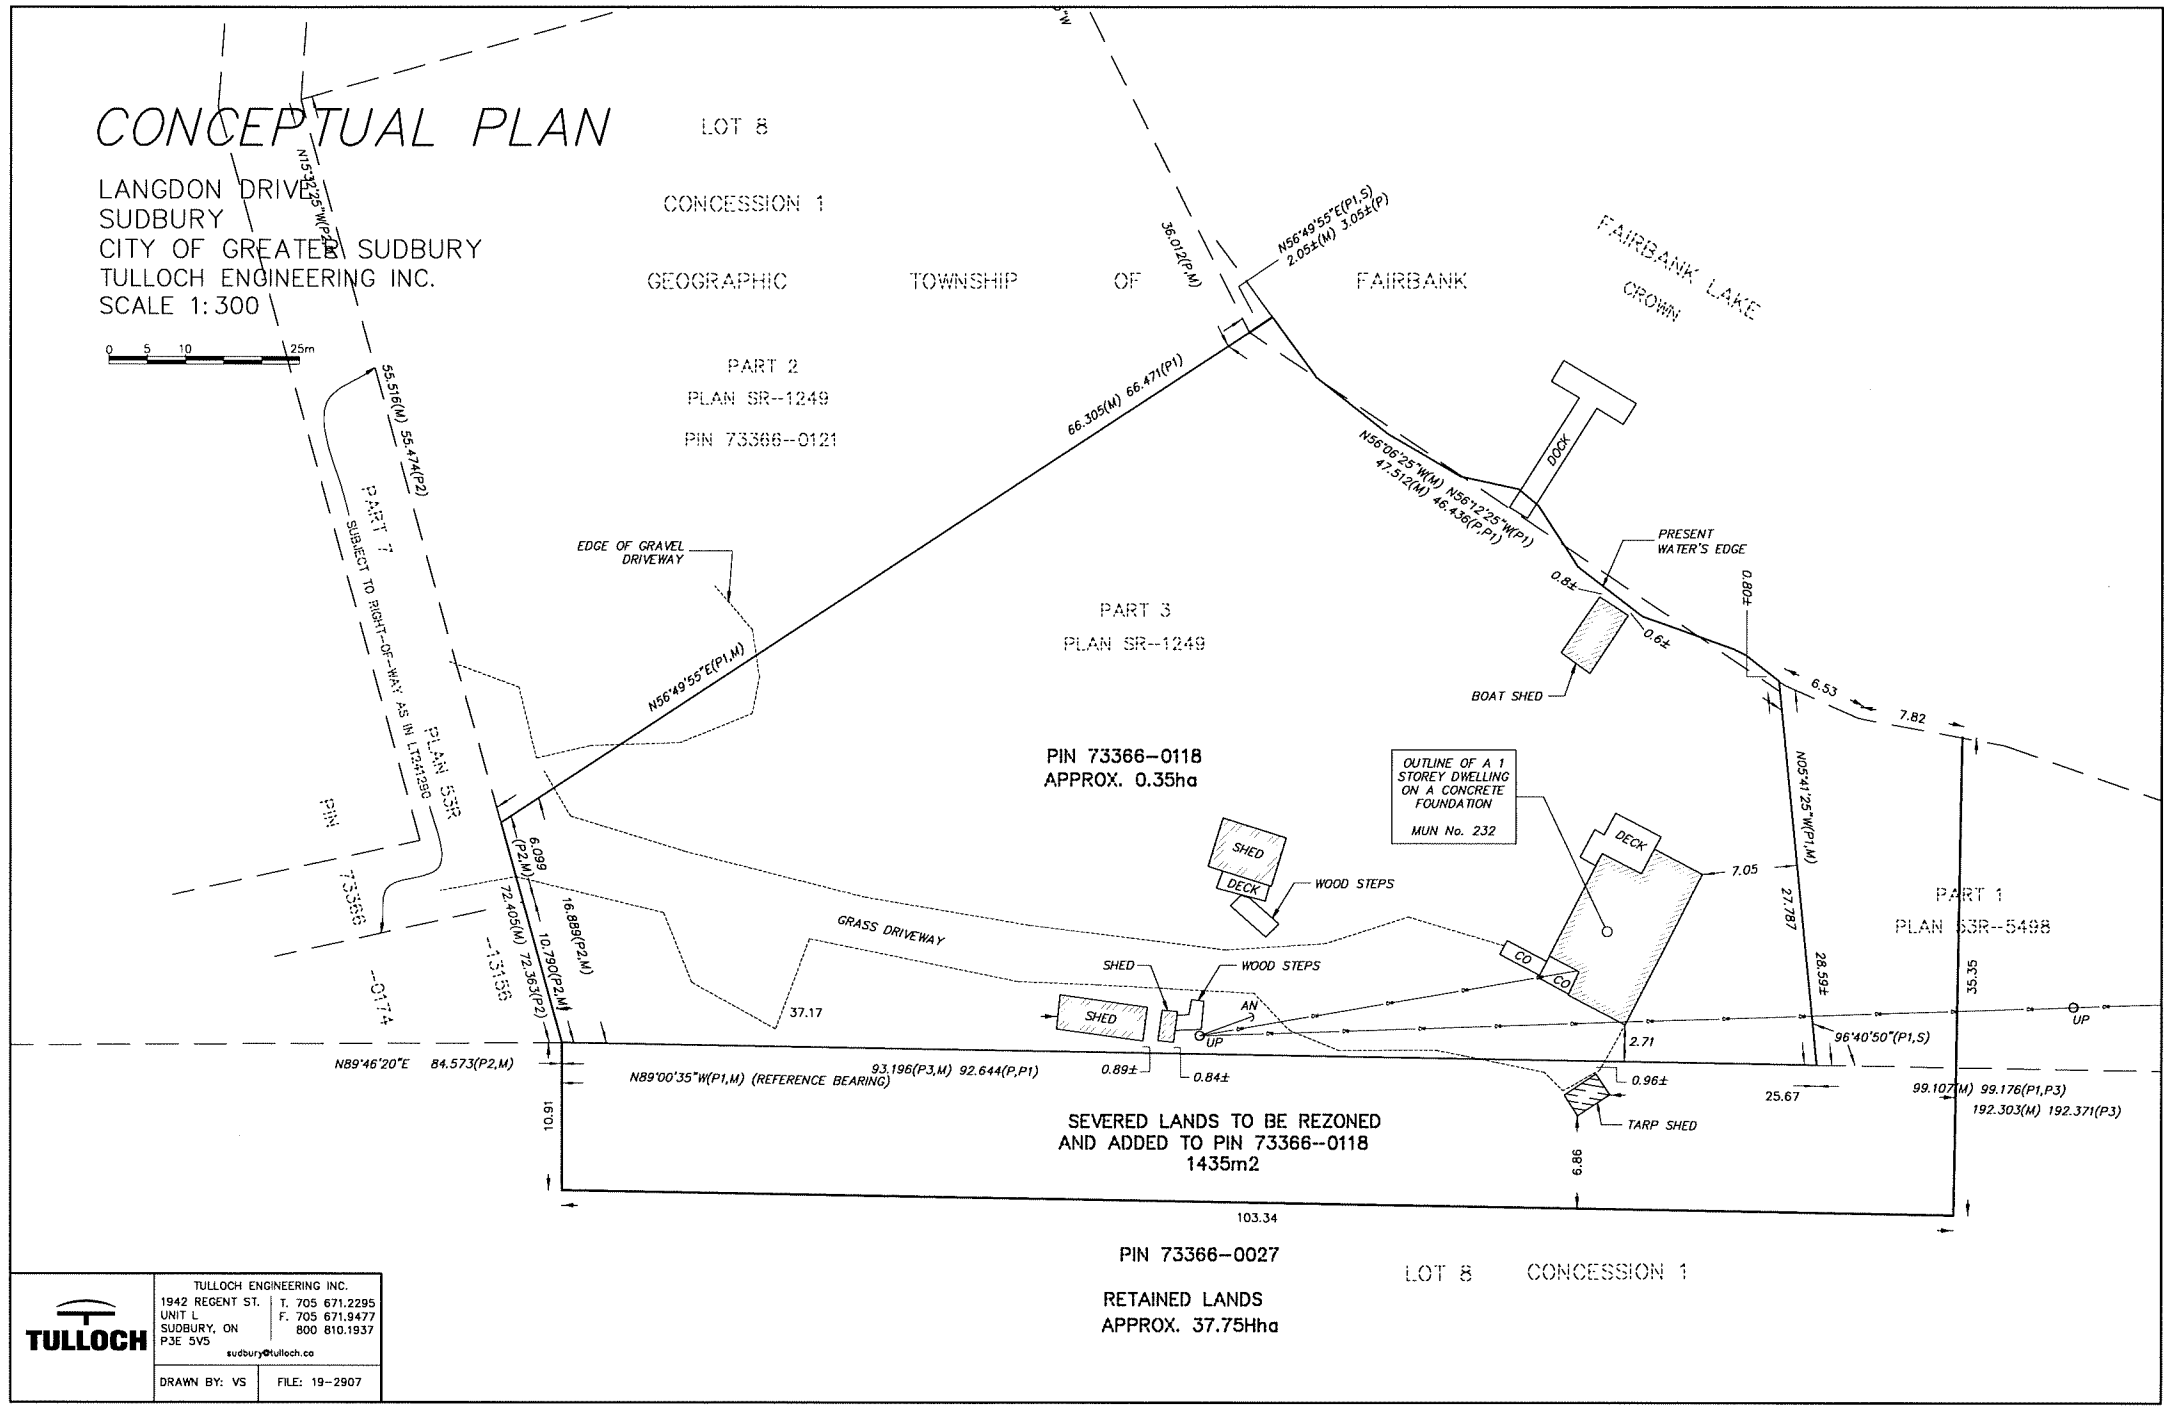 CONCEPTUAL PLAN
LANGDON DRIVE
SUDBURY
CITY OF GREATER SUDBURY
TULLOCH ENGINEERING INC.
SCALE 1:300
0 5 10 25m
LOT 8
CONCESSION 1
GEOGRAPHIC TOWNSHIP OF FAIRBANK
PART 2
PLAN SR--1249
PIN 73366--0121
"W
36.012(P,M)
N56°49'55"E(P1,S)
2.05±(M) 3.05±(P)
FAIRBANK LAKE
CROWN
N15°32'25"W(P2,M)
55.516(M) 55.474(P2)
PART 7
SUBJECT TO RIGHT-OF-WAY AS IN LT241290
PLAN 53R
--13156
PIN
73366
--0174
EDGE OF GRAVEL
DRIVEWAY
66.305(M) 66.471(P1)
N56°49'55"E(P1,M)
N56°06'25"W(M) N56°12'25"W(P1)
47.512(M) 46.436(P,P1)
DOCK
PRESENT
WATER'S EDGE
0.8±
0.6±
0.80±
BOAT SHED
6.53
7.82
PART 3
PLAN SR--1249
PIN 73366-0118
APPROX. 0.35ha
OUTLINE OF A 1
STOREY DWELLING
ON A CONCRETE
FOUNDATION
MUN No. 232
DECK
7.05
N05°41'25"W(P1,M)
27.787
28.59±
PART 1
PLAN 53R--5498
35.35
SHED
DECK
WOOD STEPS
GRASS DRIVEWAY
CO
CO
6.099
(P2,M)
72.405(M) 72.363(P2)
10.790(P2,M)
16.889(P2,M)
37.17
SHED
SHED
WOOD STEPS
AN
UP
UP
2.71
96°40'50"(P1,S)
N89°46'20"E 84.573(P2,M)
N89°00'35"W(P1,M) (REFERENCE BEARING)
93.196(P3,M) 92.644(P,P1)
0.89±
0.84±
0.96±
25.67
99.107(M) 99.176(P1,P3)
192.303(M) 192.371(P3)
10.91
TARP SHED
6.86
SEVERED LANDS TO BE REZONED
AND ADDED TO PIN 73366--0118
1435m2
103.34
PIN 73366-0027
LOT 8 CONCESSION 1
RETAINED LANDS
APPROX. 37.75Hha
TULLOCH
TULLOCH ENGINEERING INC.
1942 REGENT ST. T. 705 671.2295
UNIT L F. 705 671.9477
SUDBURY, ON 800 810.1937
P3E 5V5
sudbury@tulloch.ca
DRAWN BY: VS FILE: 19-2907